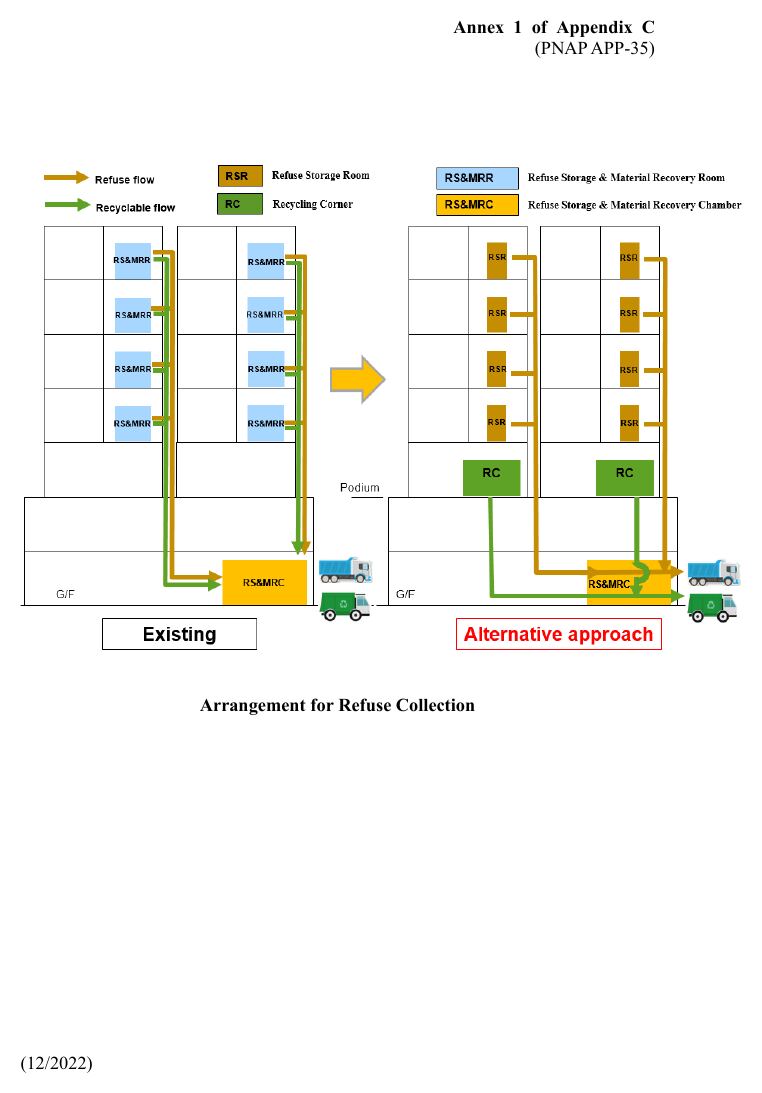 Annex 1 of Appendix C
(PNAP APP-35)
Refuse flow
RSR
Refuse Storage Room
RS&MRR
Refuse Storage & Material Recovery Room
Recyclable flow
RC
Recycling Corner
RS&MRC
Refuse Storage & Material Recovery Chamber
RS&MRR
RS&MRR
RSR
RSR
RS&MRR
RS&MRR
RSR
RSR
RS&MRR
RS&MRR
RSR
RSR
RS&MRR
RS&MRR
RSR
RSR
RC
RC
Podium
RS&MRC
RS&MRC
G/F
G/F
Existing
Alternative approach
Arrangement for Refuse Collection
(12/2022)